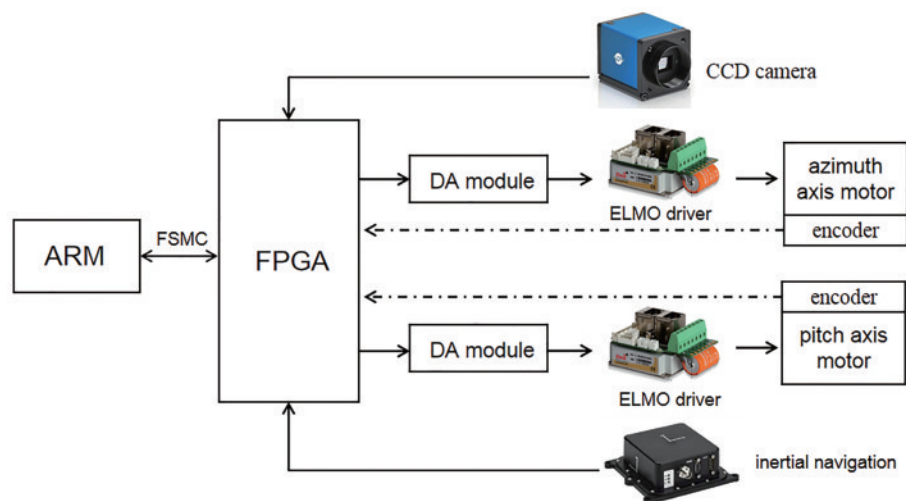 CCD camera
DA module
ELMO driver
azimuth
axis motor
encoder
ARM
FSMC
FPGA
encoder
pitch axis
motor
DA module
ELMO driver
inertial navigation